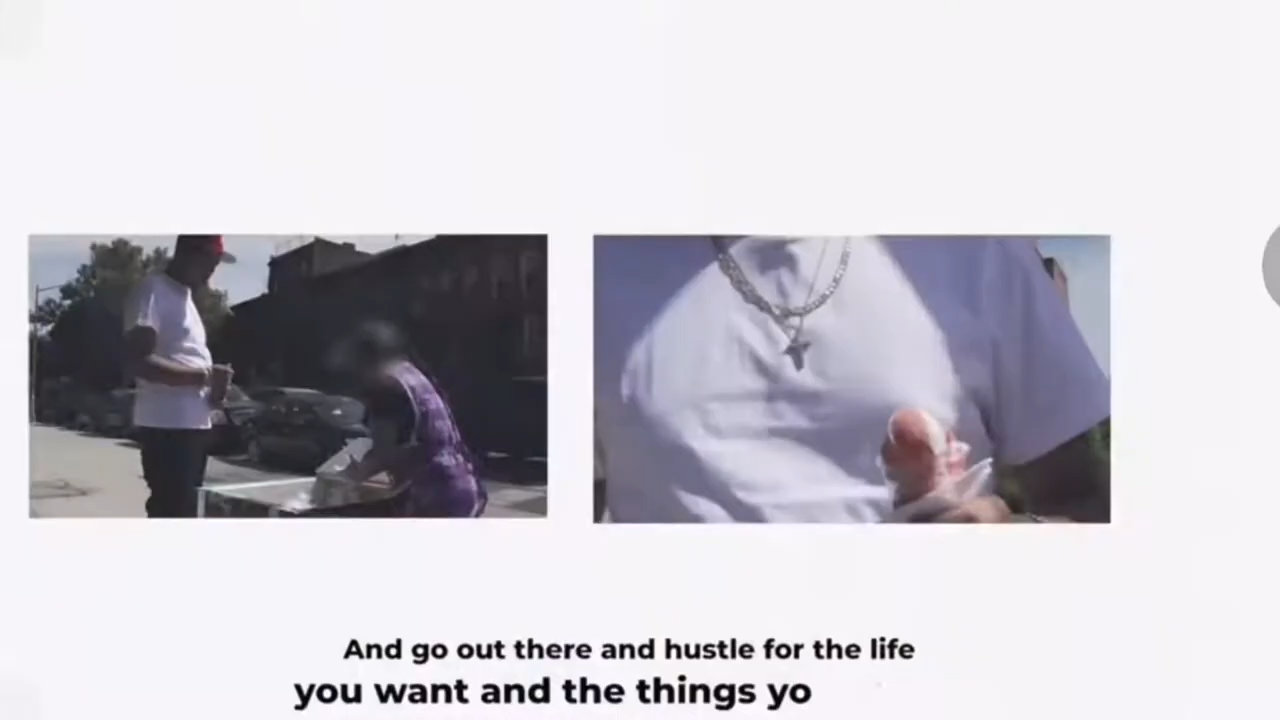 And go out there and hustle for the life
you want and the things yo